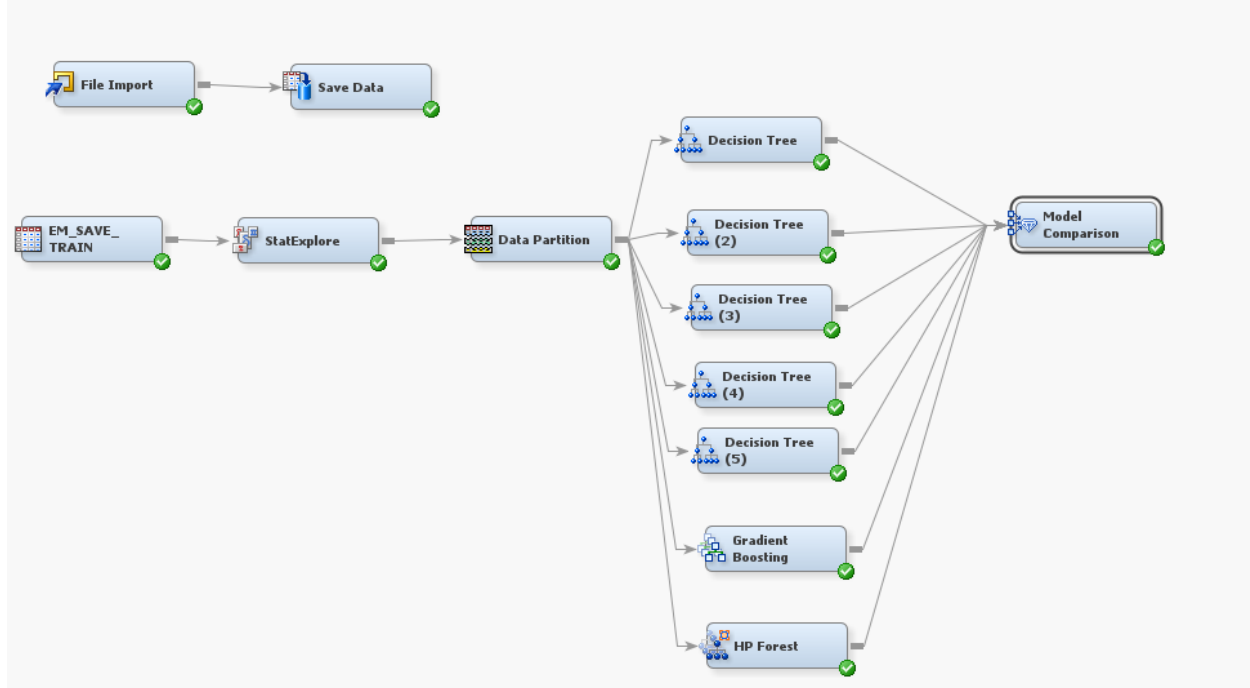 File Import
Save Data
Decision Tree
EM_SAVE_
TRAIN
StatExplore
Data Partition
Decision Tree
(2)
Model
Comparison
Decision Tree
(3)
Decision Tree
(4)
Decision Tree
(5)
Gradient
Boosting
HP Forest